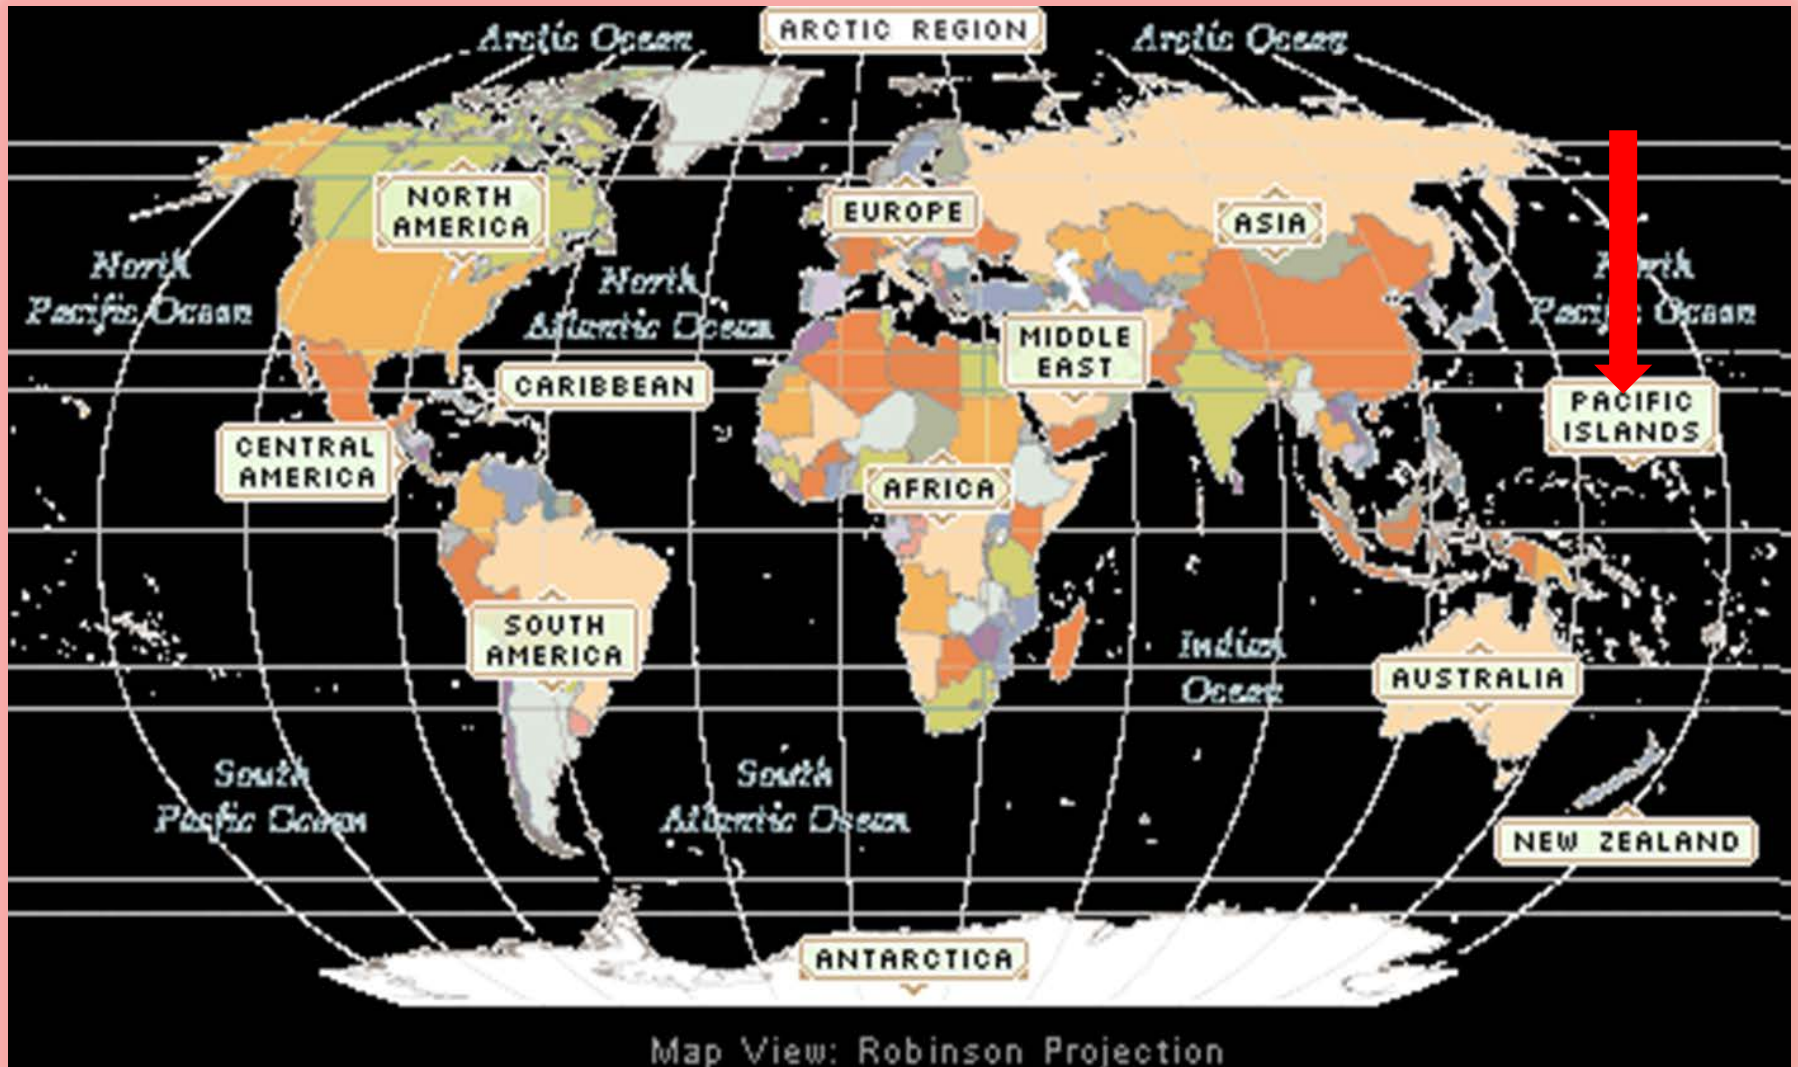 Arctic Ocean
ARCTIC REGION
Arctic Ocean
NORTH
AMERICA
EUROPE
ASIA
North
Pacific Ocean
North
Atlantic Ocean
North
Pacific Ocean
MIDDLE
EAST
CARIBBEAN
PACIFIC
ISLANDS
CENTRAL
AMERICA
AFRICA
SOUTH
AMERICA
Indian
Ocean
AUSTRALIA
South
Pacfic Ocean
South
Atlantic Ocean
NEW ZEALAND
ANTARCTICA
Map View: Robinson Projection